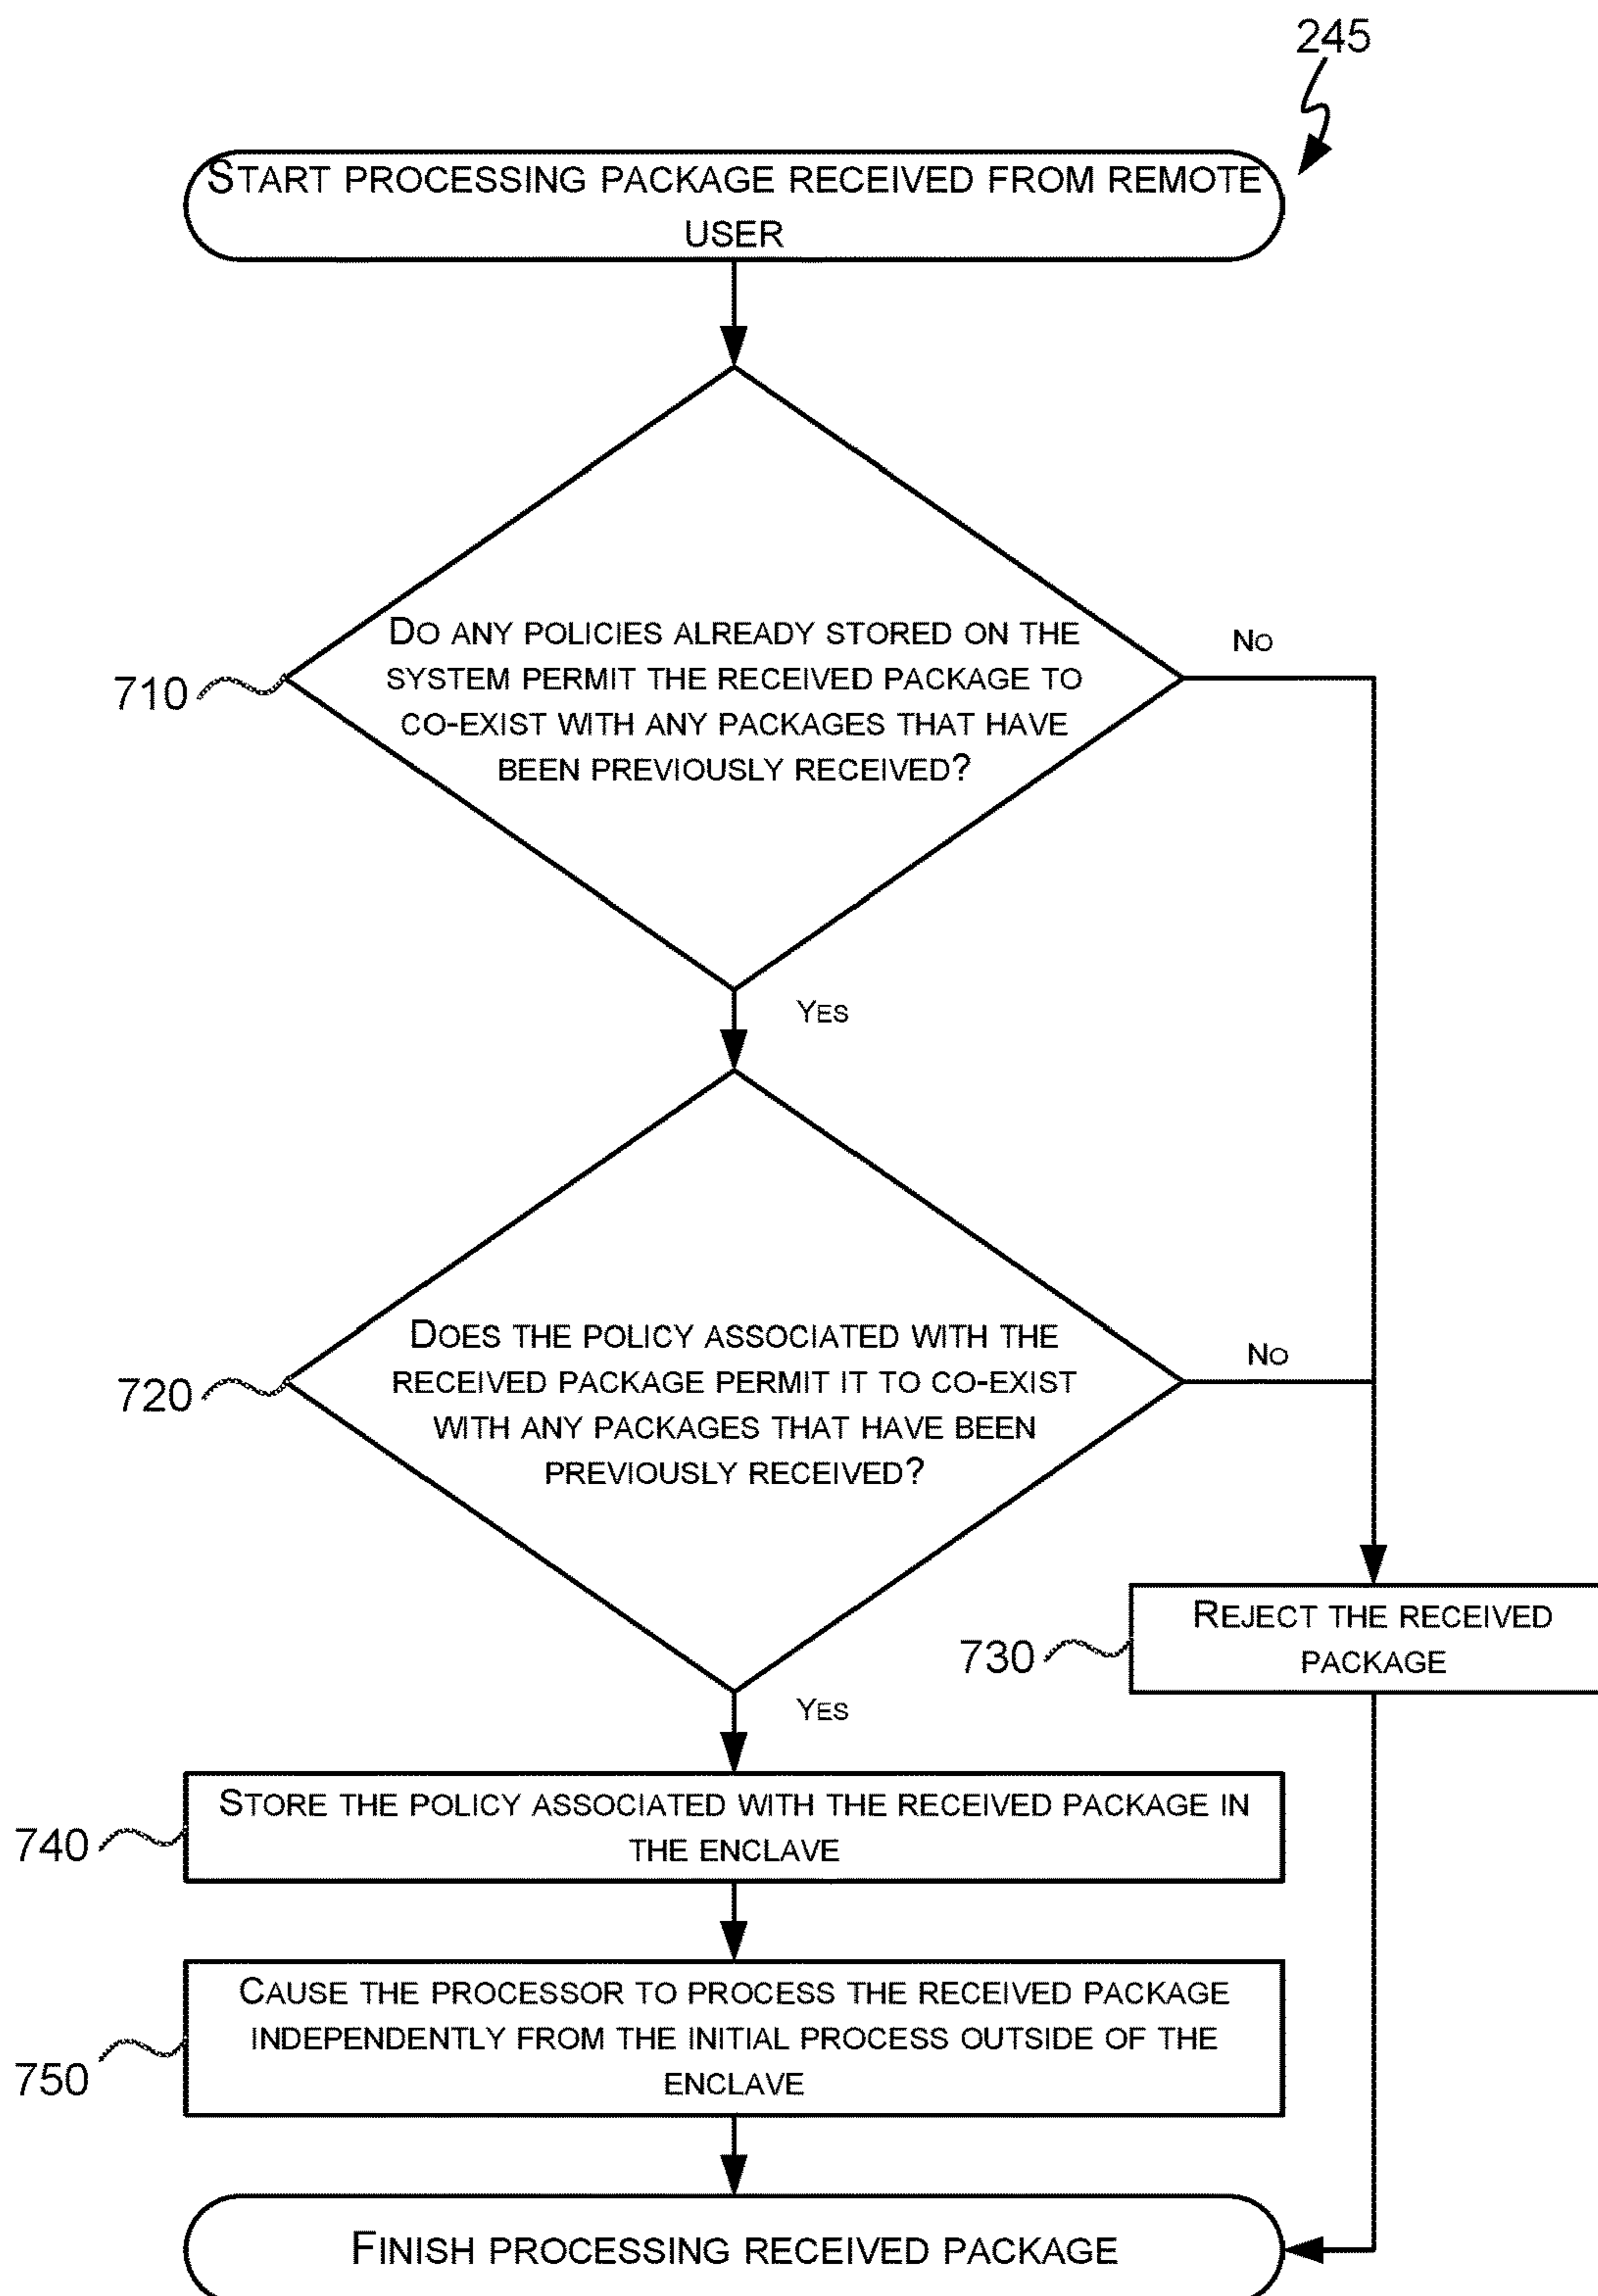 245
START PROCESSING PACKAGE RECEIVED FROM REMOTE
USER
DO ANY POLICIES ALREADY STORED ON THE
SYSTEM PERMIT THE RECEIVED PACKAGE TO
CO-EXIST WITH ANY PACKAGES THAT HAVE
BEEN PREVIOUSLY RECEIVED?
710
NO
YES
DOES THE POLICY ASSOCIATED WITH THE
RECEIVED PACKAGE PERMIT IT TO CO-EXIST
WITH ANY PACKAGES THAT HAVE BEEN
PREVIOUSLY RECEIVED?
720
NO
YES
REJECT THE RECEIVED
PACKAGE
730
STORE THE POLICY ASSOCIATED WITH THE RECEIVED PACKAGE IN
THE ENCLAVE
740
CAUSE THE PROCESSOR TO PROCESS THE RECEIVED PACKAGE
INDEPENDENTLY FROM THE INITIAL PROCESS OUTSIDE OF THE
ENCLAVE
750
FINISH PROCESSING RECEIVED PACKAGE